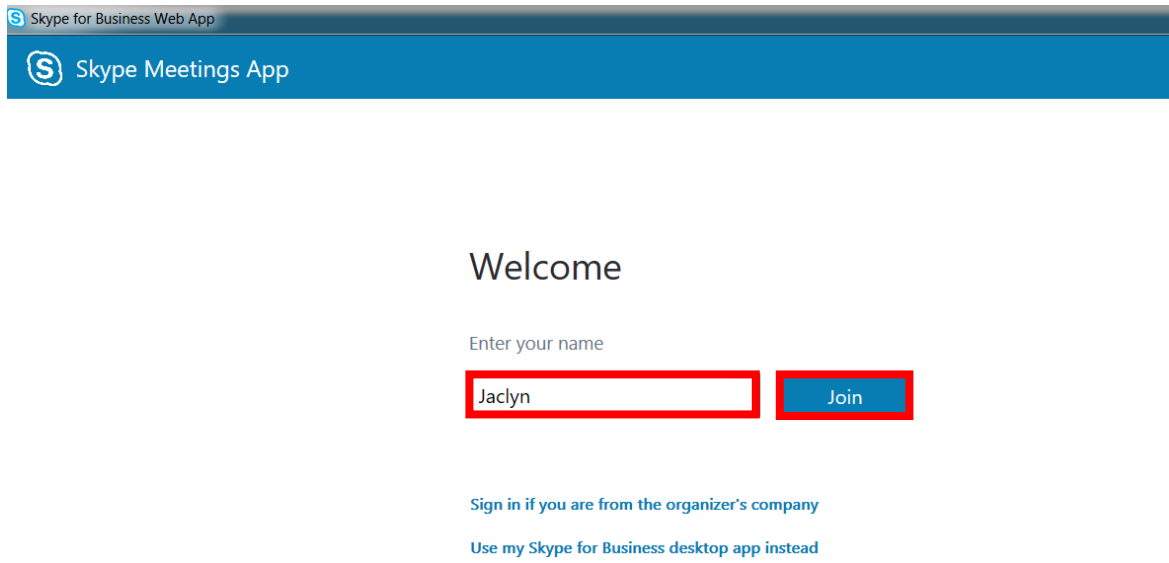 Skype for Business Web App
Skype Meetings App
Welcome
Enter your name
Jaclyn
Join
Sign in if you are from the organizer's company
Use my Skype for Business desktop app instead